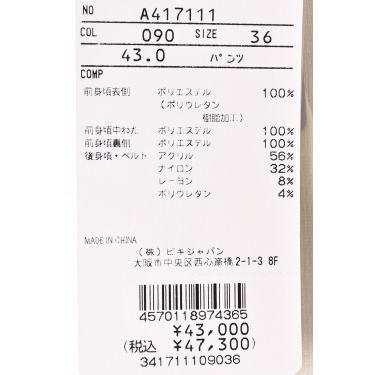 NO A417111
COL 090 SIZE 36
43.0 パンツ
COMP
前身頃表側 ポリエステル 100%
(ポリウレタン
樹脂加工)
前身頃中わた ポリエステル 100%
前身頃裏側 ポリエステル 100%
後身頃・ベルト アクリル 56%
ナイロン 32%
レーヨン 8%
ポリウレタン 4%
MADE IN CHINA
(株) ビキジャパン
大阪市中央区西心斎橋2-1-3 8F
4570118974365
¥43,000
(税込 ¥47,300)
341711109036